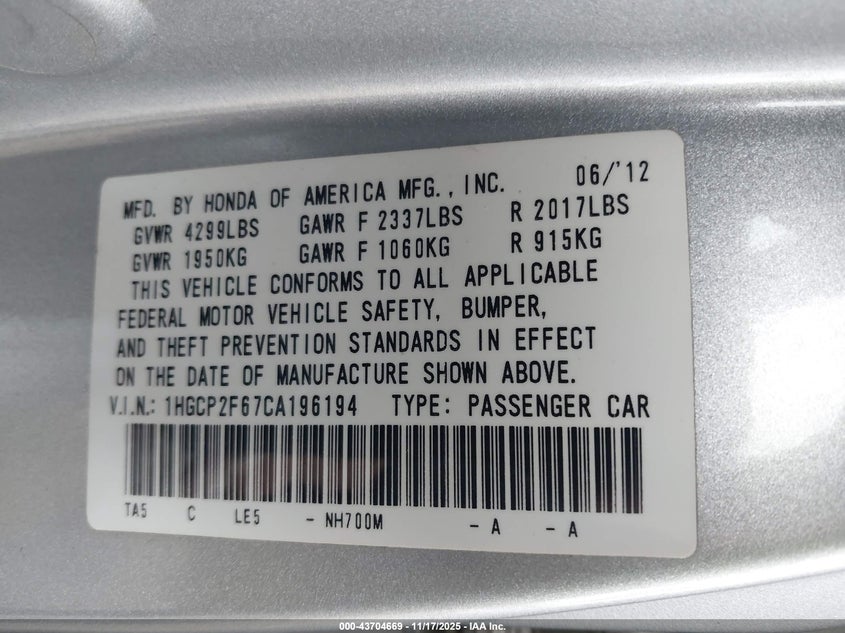 MFD. BY HONDA OF AMERICA MFG., INC. 06/'12
GVWR 4299LBS GAWR F 2337LBS R 2017LBS
GVWR 1950KG GAWR F 1060KG R 915KG
THIS VEHICLE CONFORMS TO ALL APPLICABLE
FEDERAL MOTOR VEHICLE SAFETY, BUMPER,
AND THEFT PREVENTION STANDARDS IN EFFECT
ON THE DATE OF MANUFACTURE SHOWN ABOVE.
V.I.N.: 1HGCP2F67CA196194 TYPE: PASSENGER CAR
TA5 C LE5 - NH700M - A - A
000-43704669 - 11/17/2025 - IAA Inc.